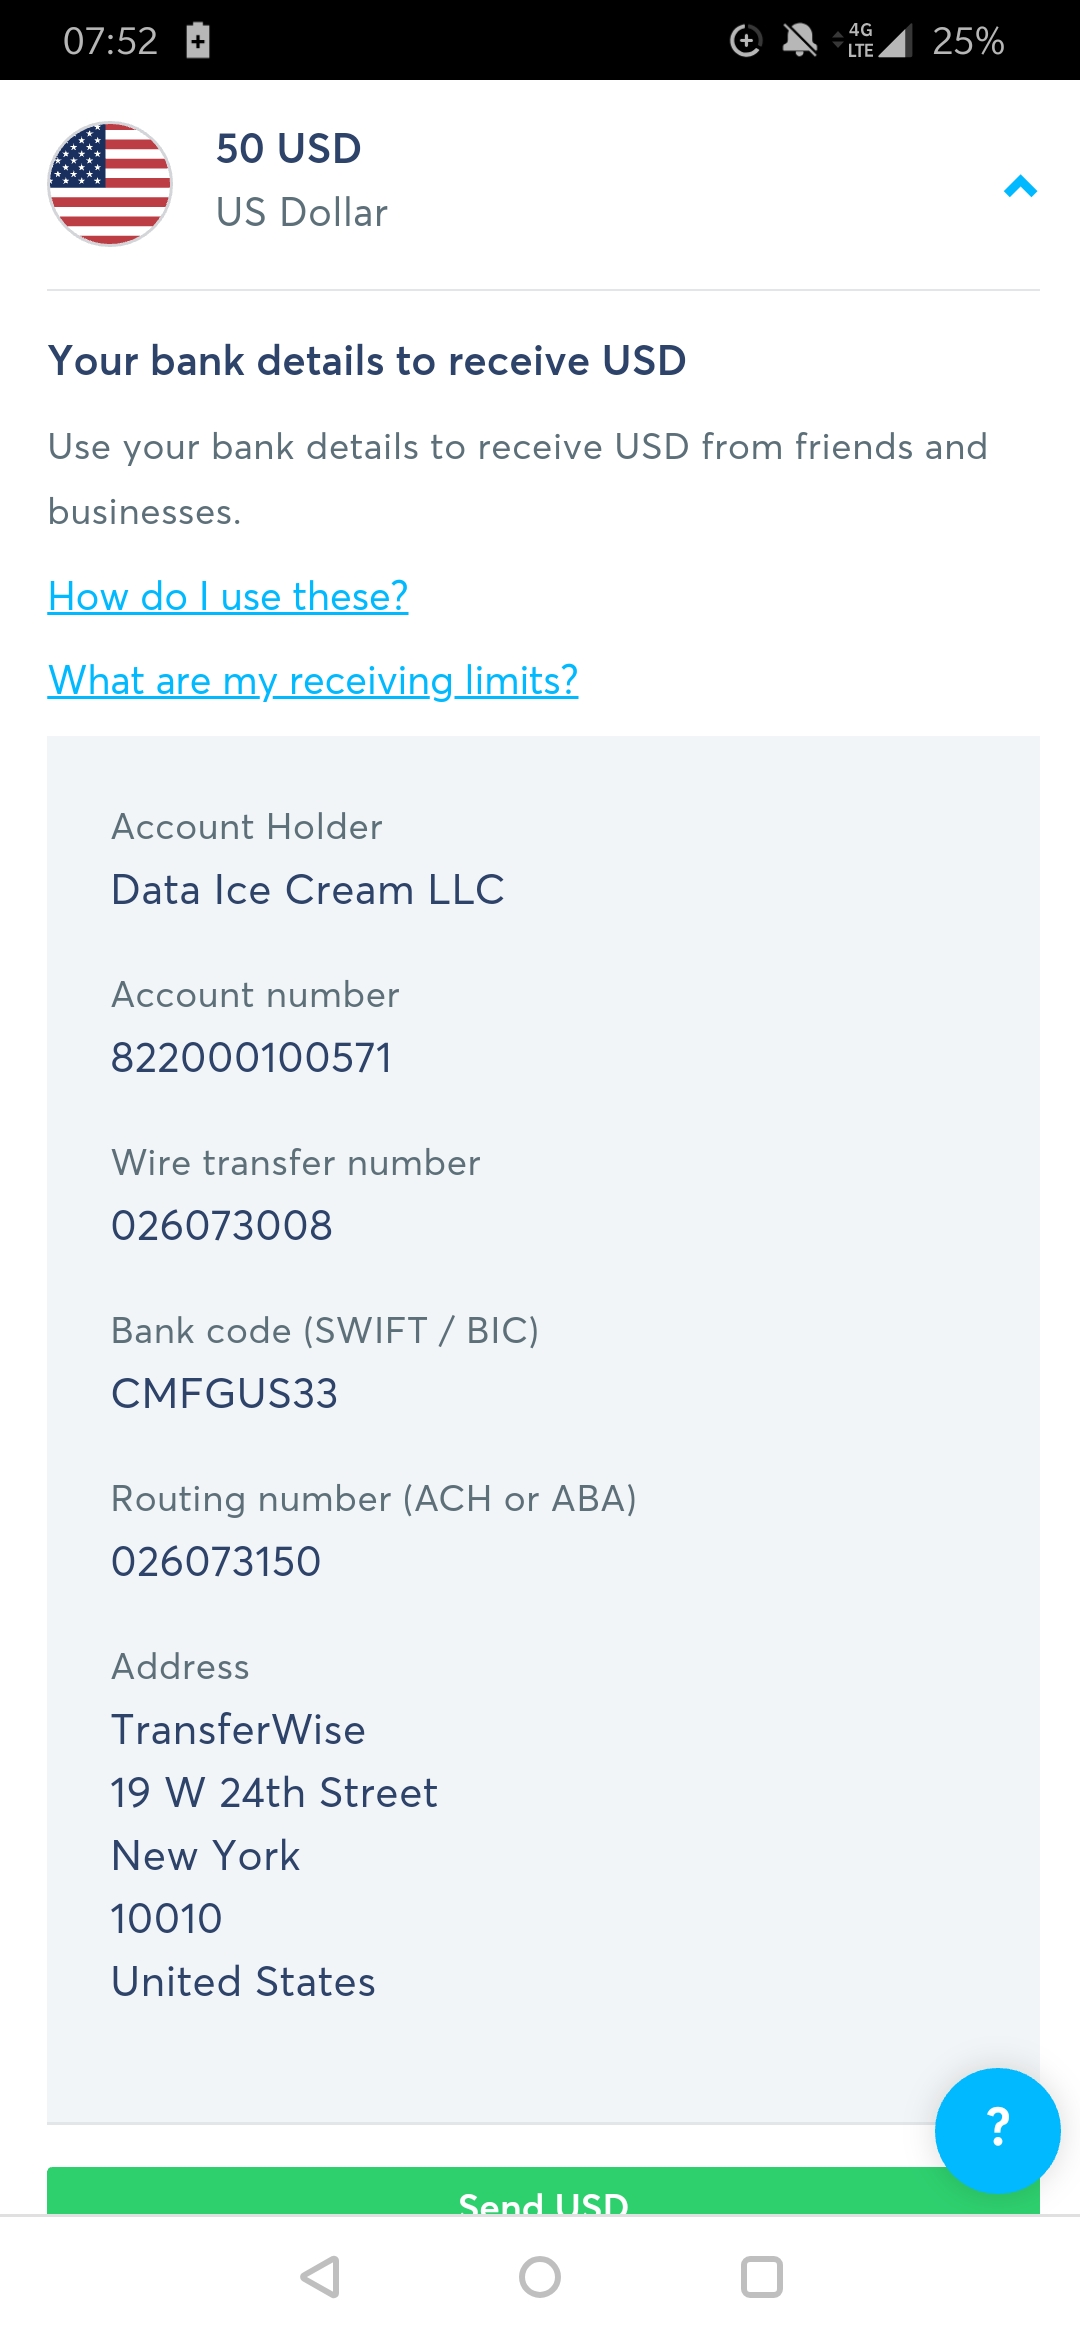 07:52
4G
LTE
25%
50 USD
US Dollar
Your bank details to receive USD
Use your bank details to receive USD from friends and
businesses.
How do I use these?
What are my receiving limits?
Account Holder
Data Ice Cream LLC
Account number
822000100571
Wire transfer number
026073008
Bank code (SWIFT / BIC)
CMFGUS33
Routing number (ACH or ABA)
026073150
Address
TransferWise
19 W 24th Street
New York
10010
United States
?
Send USD